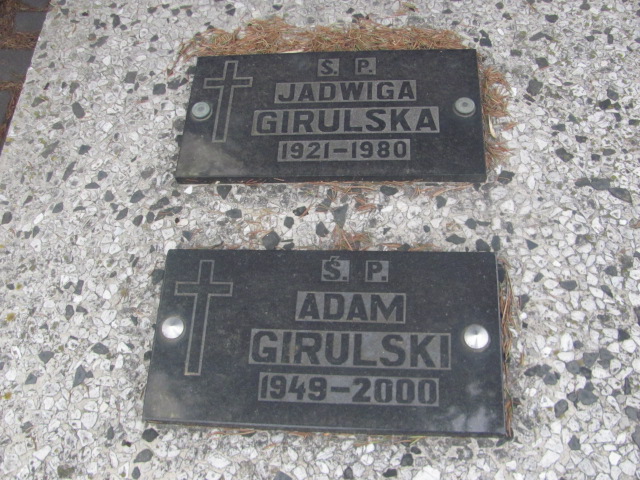 Ś. P.
JADWIGA
GIRULSKA
1921-1980
Ś. P.
ADAM
GIRULSKI
1949-2000